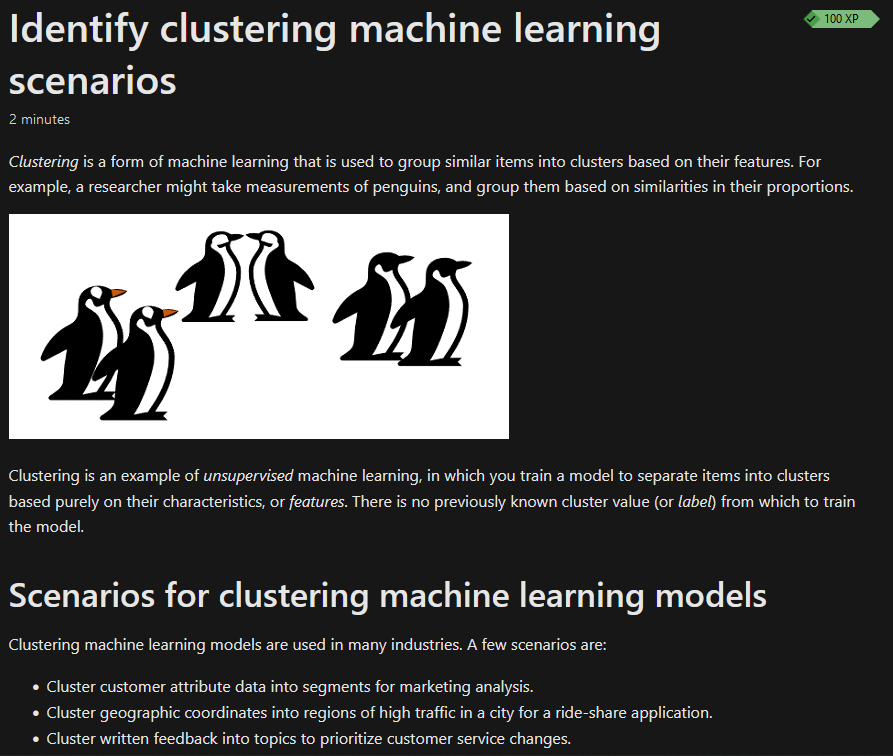 Identify clustering machine learning
scenarios
100 XP
2 minutes
Clustering is a form of machine learning that is used to group similar items into clusters based on their features. For
example, a researcher might take measurements of penguins, and group them based on similarities in their proportions.
Clustering is an example of unsupervised machine learning, in which you train a model to separate items into clusters
based purely on their characteristics, or features. There is no previously known cluster value (or label) from which to train
the model.
Scenarios for clustering machine learning models
Clustering machine learning models are used in many industries. A few scenarios are:
• Cluster customer attribute data into segments for marketing analysis.
• Cluster geographic coordinates into regions of high traffic in a city for a ride-share application.
• Cluster written feedback into topics to prioritize customer service changes.